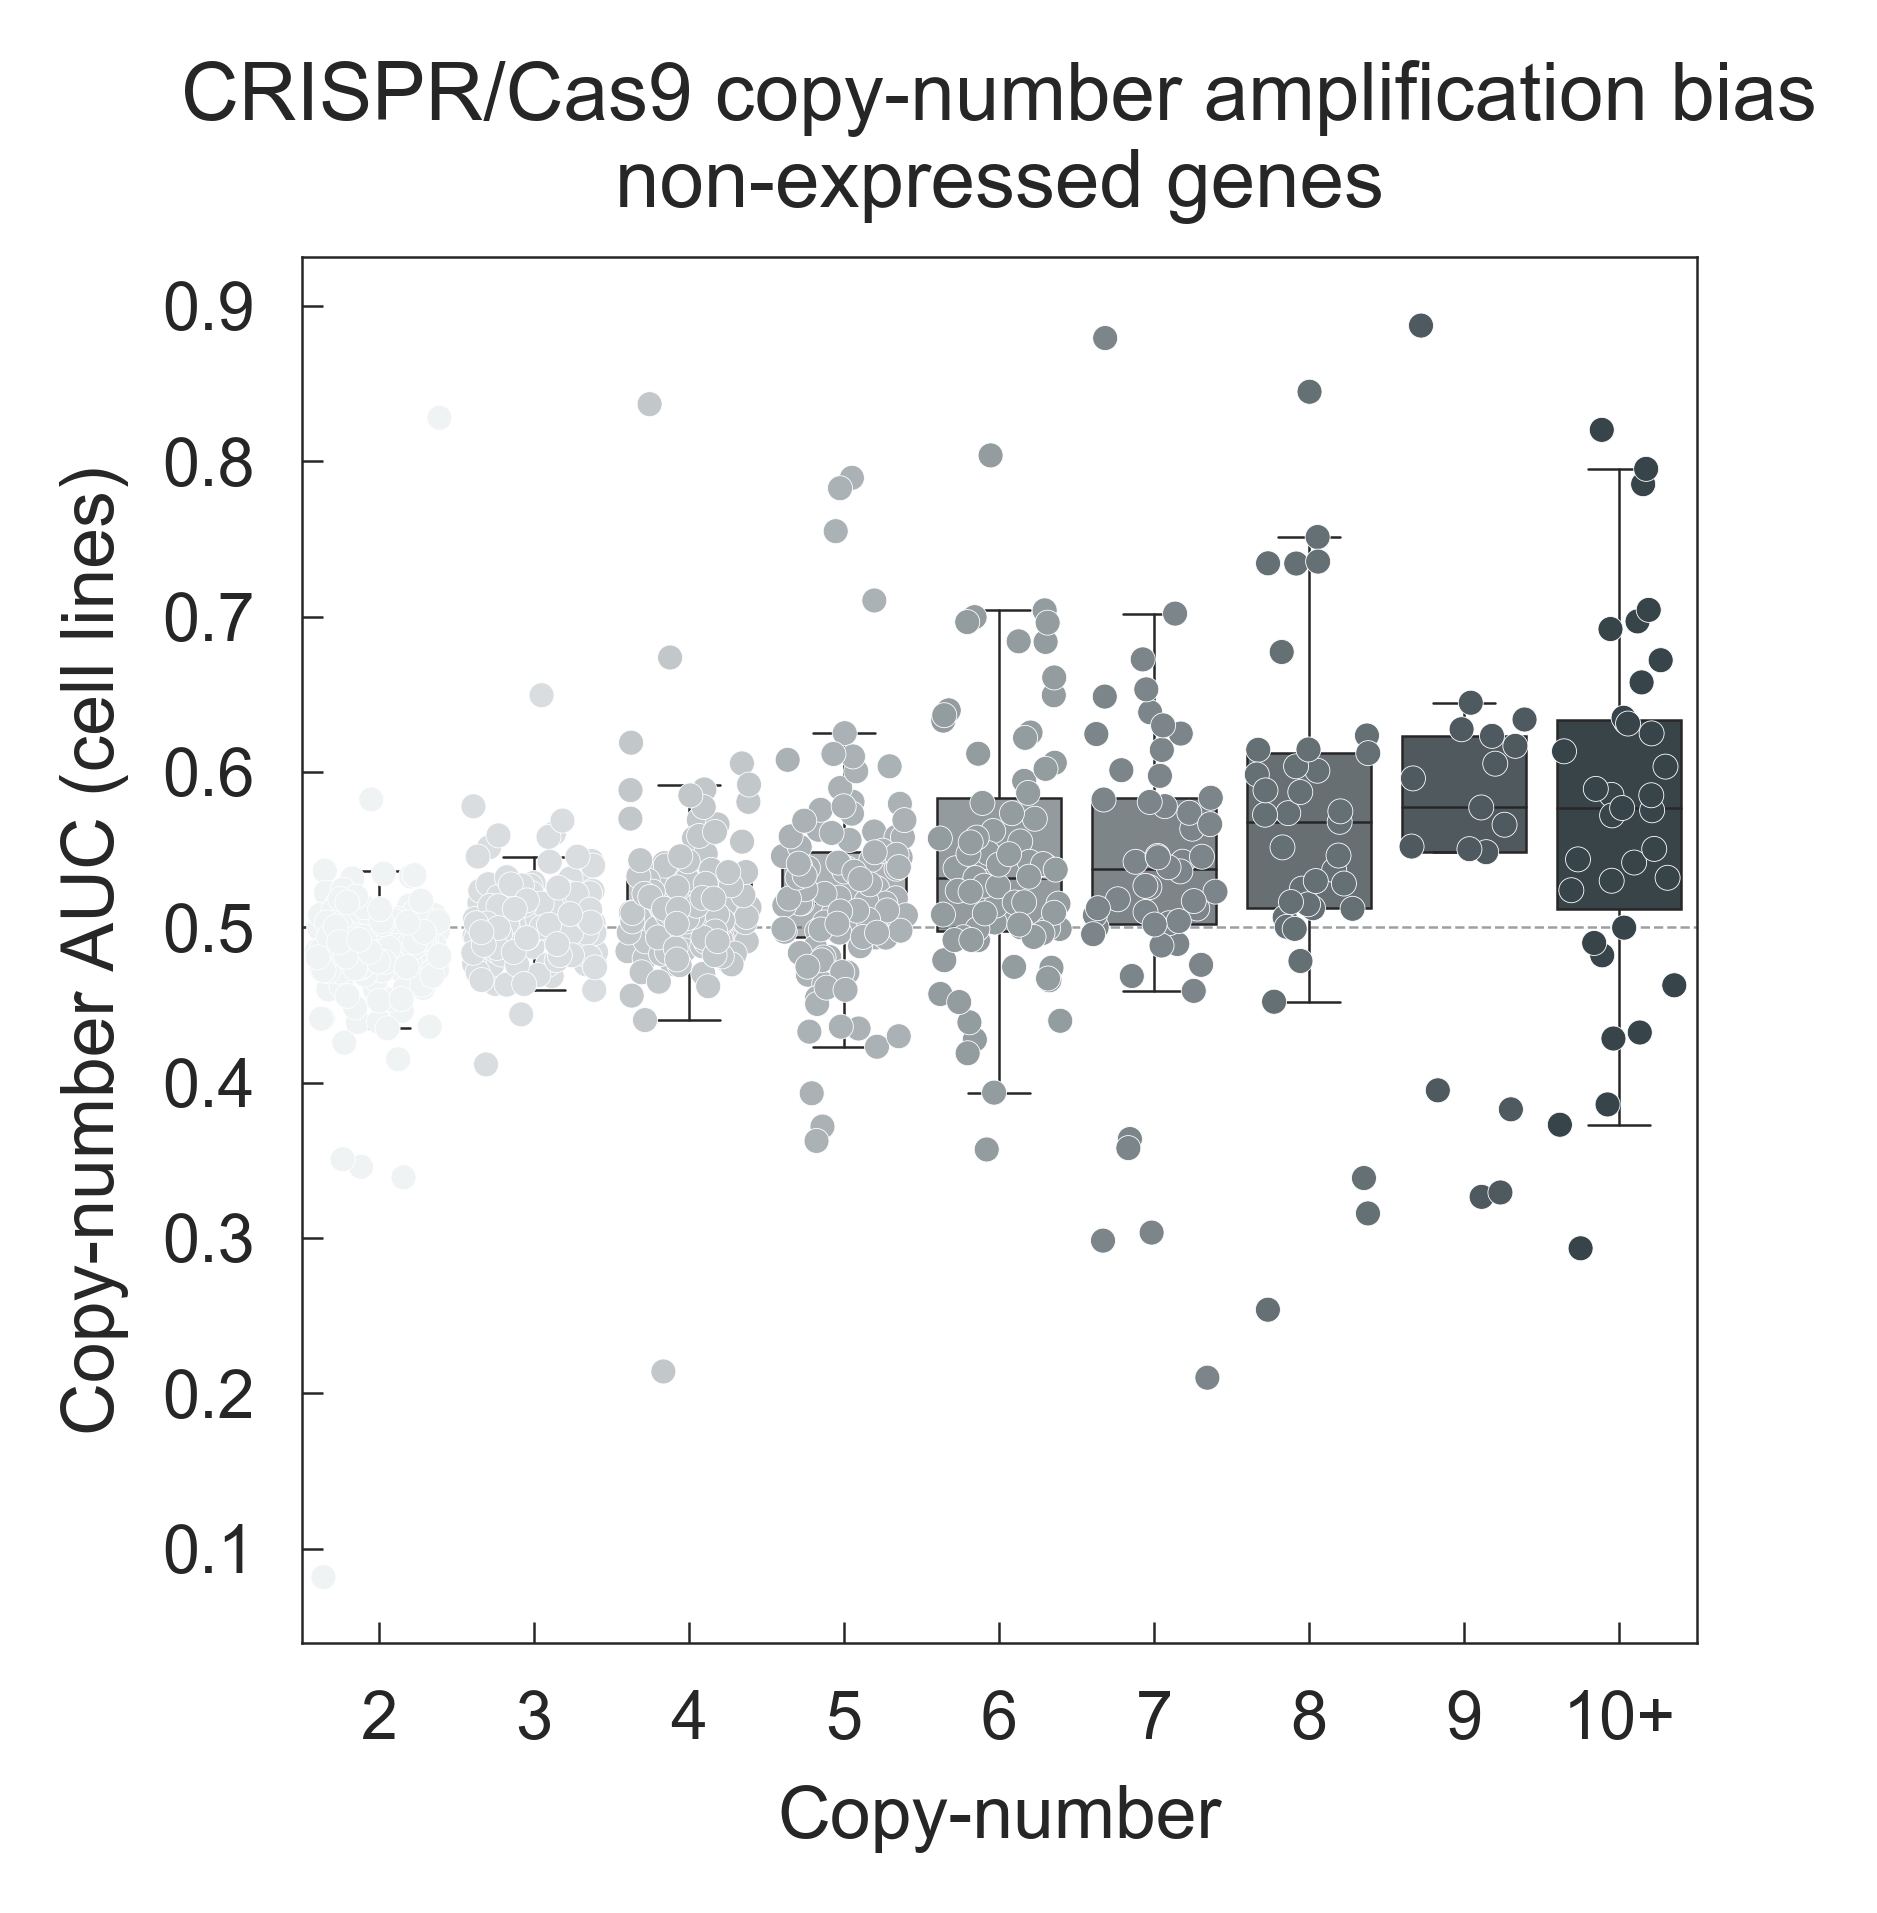 CRISPR/Cas9 copy-number amplification bias
non-expressed genes
Copy-number AUC (cell lines)
0.9
0.8
0.7
0.6
0.5
0.4
0.3
0.2
0.1
2 3 4 5 6 7 8 9 10+
Copy-number